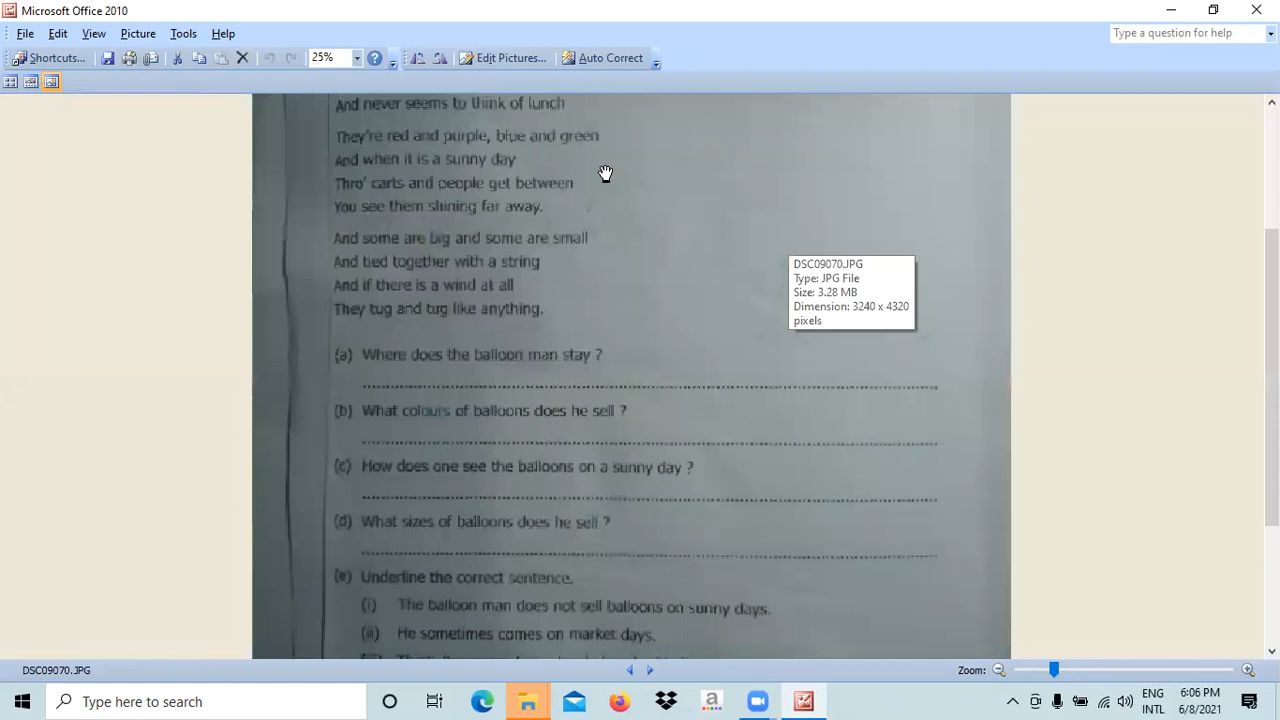 Microsoft Office 2010
File Edit View Picture Tools Help
Type a question for help
Shortcuts... 25% Edit Pictures... Auto Correct
And never seems to think of lunch
They're red and purple, blue and green
And when it is a sunny day
Thro' carts and people get between
You see them shining far away.
And some are big and some are small
And tied together with a string
And if there is a wind at all
They tug and tug like anything.
DSC09070.JPG
Type: JPG File
Size: 3.28 MB
Dimension: 3240 x 4320
pixels
(a) Where does the balloon man stay ?
(b) What colours of balloons does he sell ?
(c) How does one see the balloons on a sunny day ?
(d) What sizes of balloons does he sell ?
(e) Underline the correct sentence.
(i) The balloon man does not sell balloons on sunny days.
(ii) He sometimes comes on market days.
DSC09070.JPG
Zoom:
Type here to search
a
ENG
INTL
6:06 PM
6/8/2021